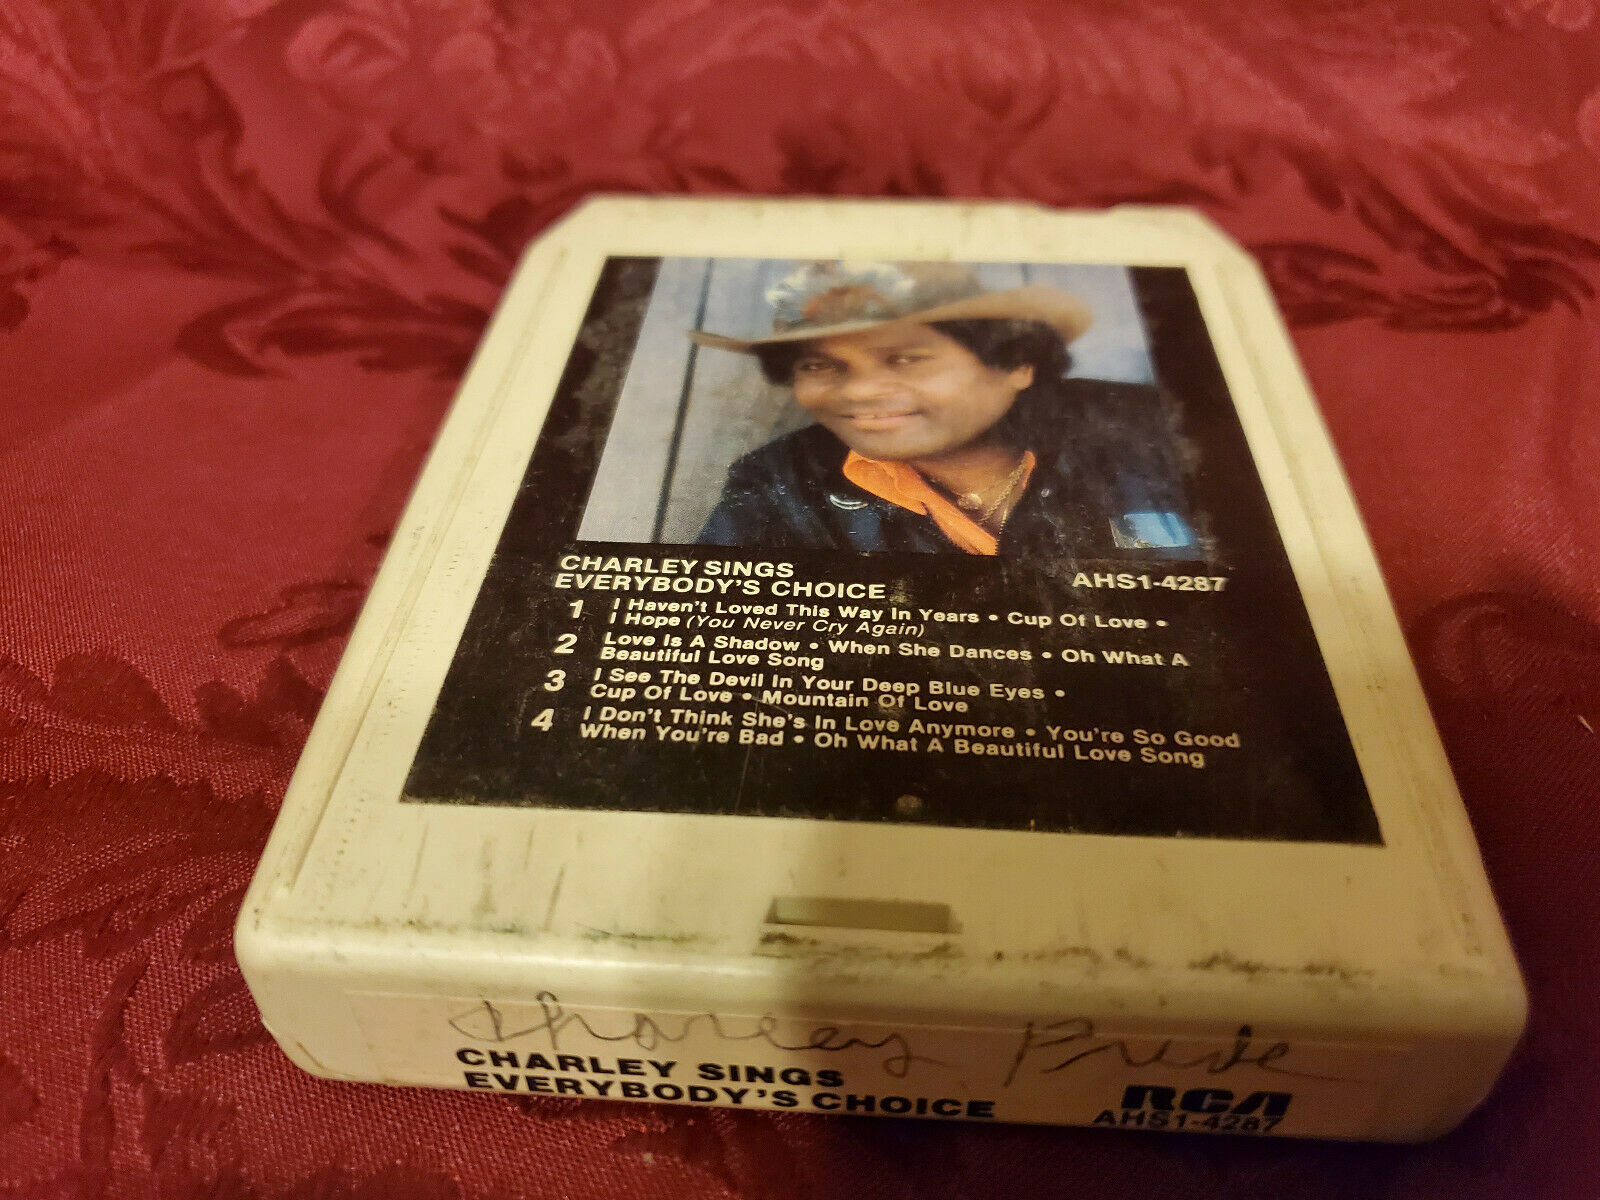 CHARLEY SINGS
EVERYBODY'S CHOICE
AHS1-4287
1 I Haven't Loved This Way In Years • Cup Of Love •
I Hope (You Never Cry Again)
2 Love Is A Shadow • When She Dances • Oh What A
Beautiful Love Song
3 I See The Devil In Your Deep Blue Eyes •
Cup Of Love • Mountain Of Love
4 I Don't Think She's In Love Anymore • You're So Good
When You're Bad • Oh What A Beautiful Love Song
Charley Pride
CHARLEY SINGS
EVERYBODY'S CHOICE
RCA
AHS1-4287